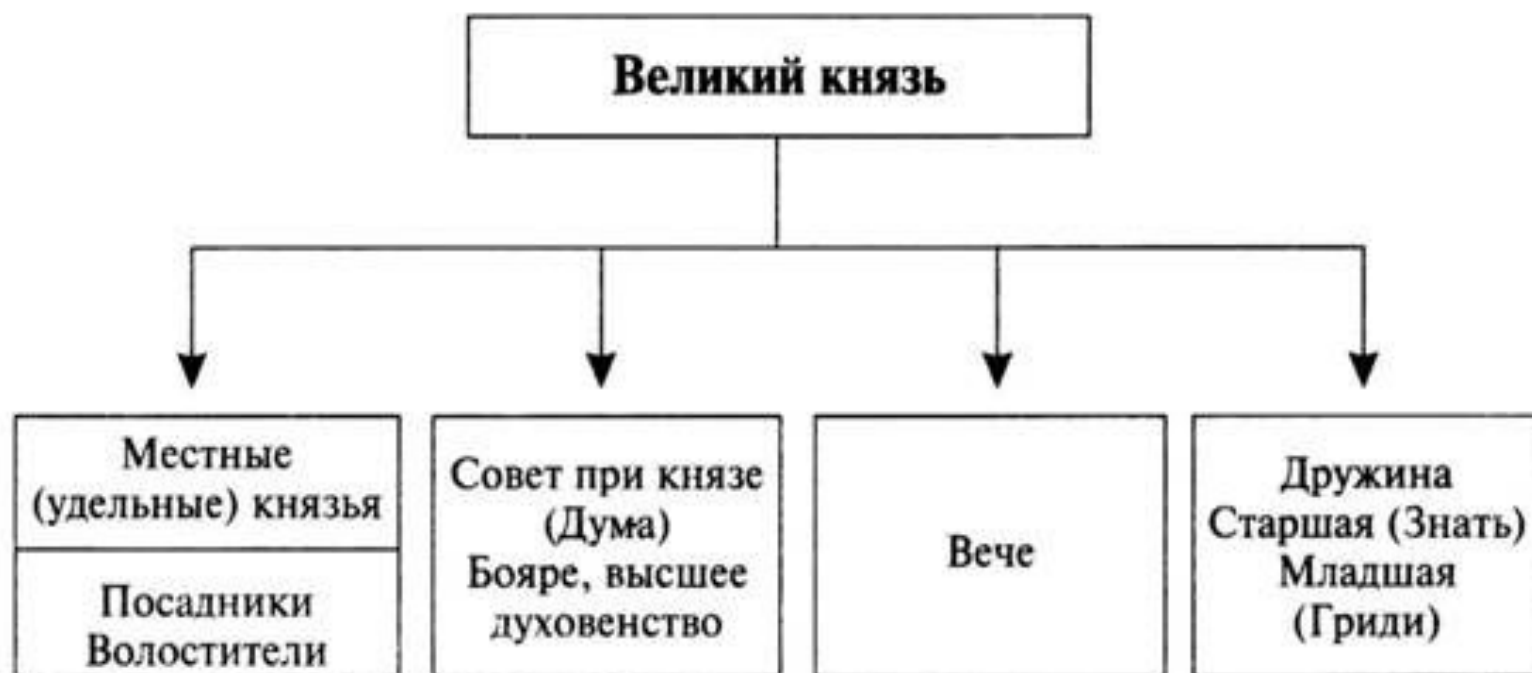 Великий князь
Местные
(удельные) князья
Посадники
Волостители
Совет при князе
(Дума)
Бояре, высшее
духовенство
Вече
Дружина
Старшая (Знать)
Младшая
(Гриди)